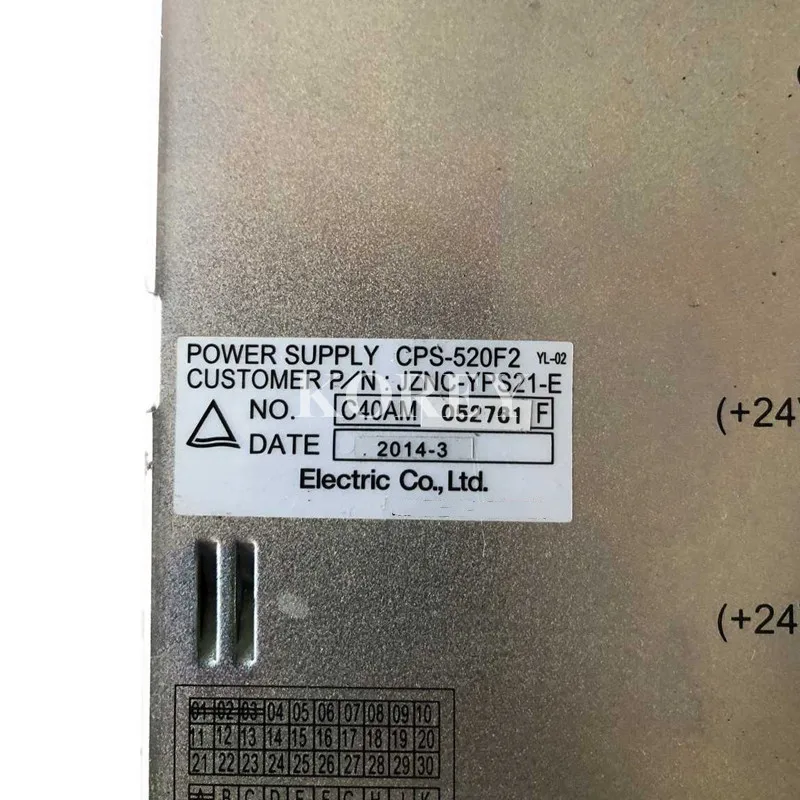 POWER SUPPLY CPS-520F2 YL-02
CUSTOMER P/N : JZNC-YPS21-E
NO. C40AM 052761 F
DATE 2014-3
Electric Co., Ltd.
KOKEY
(+24V
(+24
01 02 03 04 05 06 07 08 09 10
11 12 13 14 15 16 17 18 19 20
21 22 23 24 25 26 27 28 29 30
A B C D E F G H J K